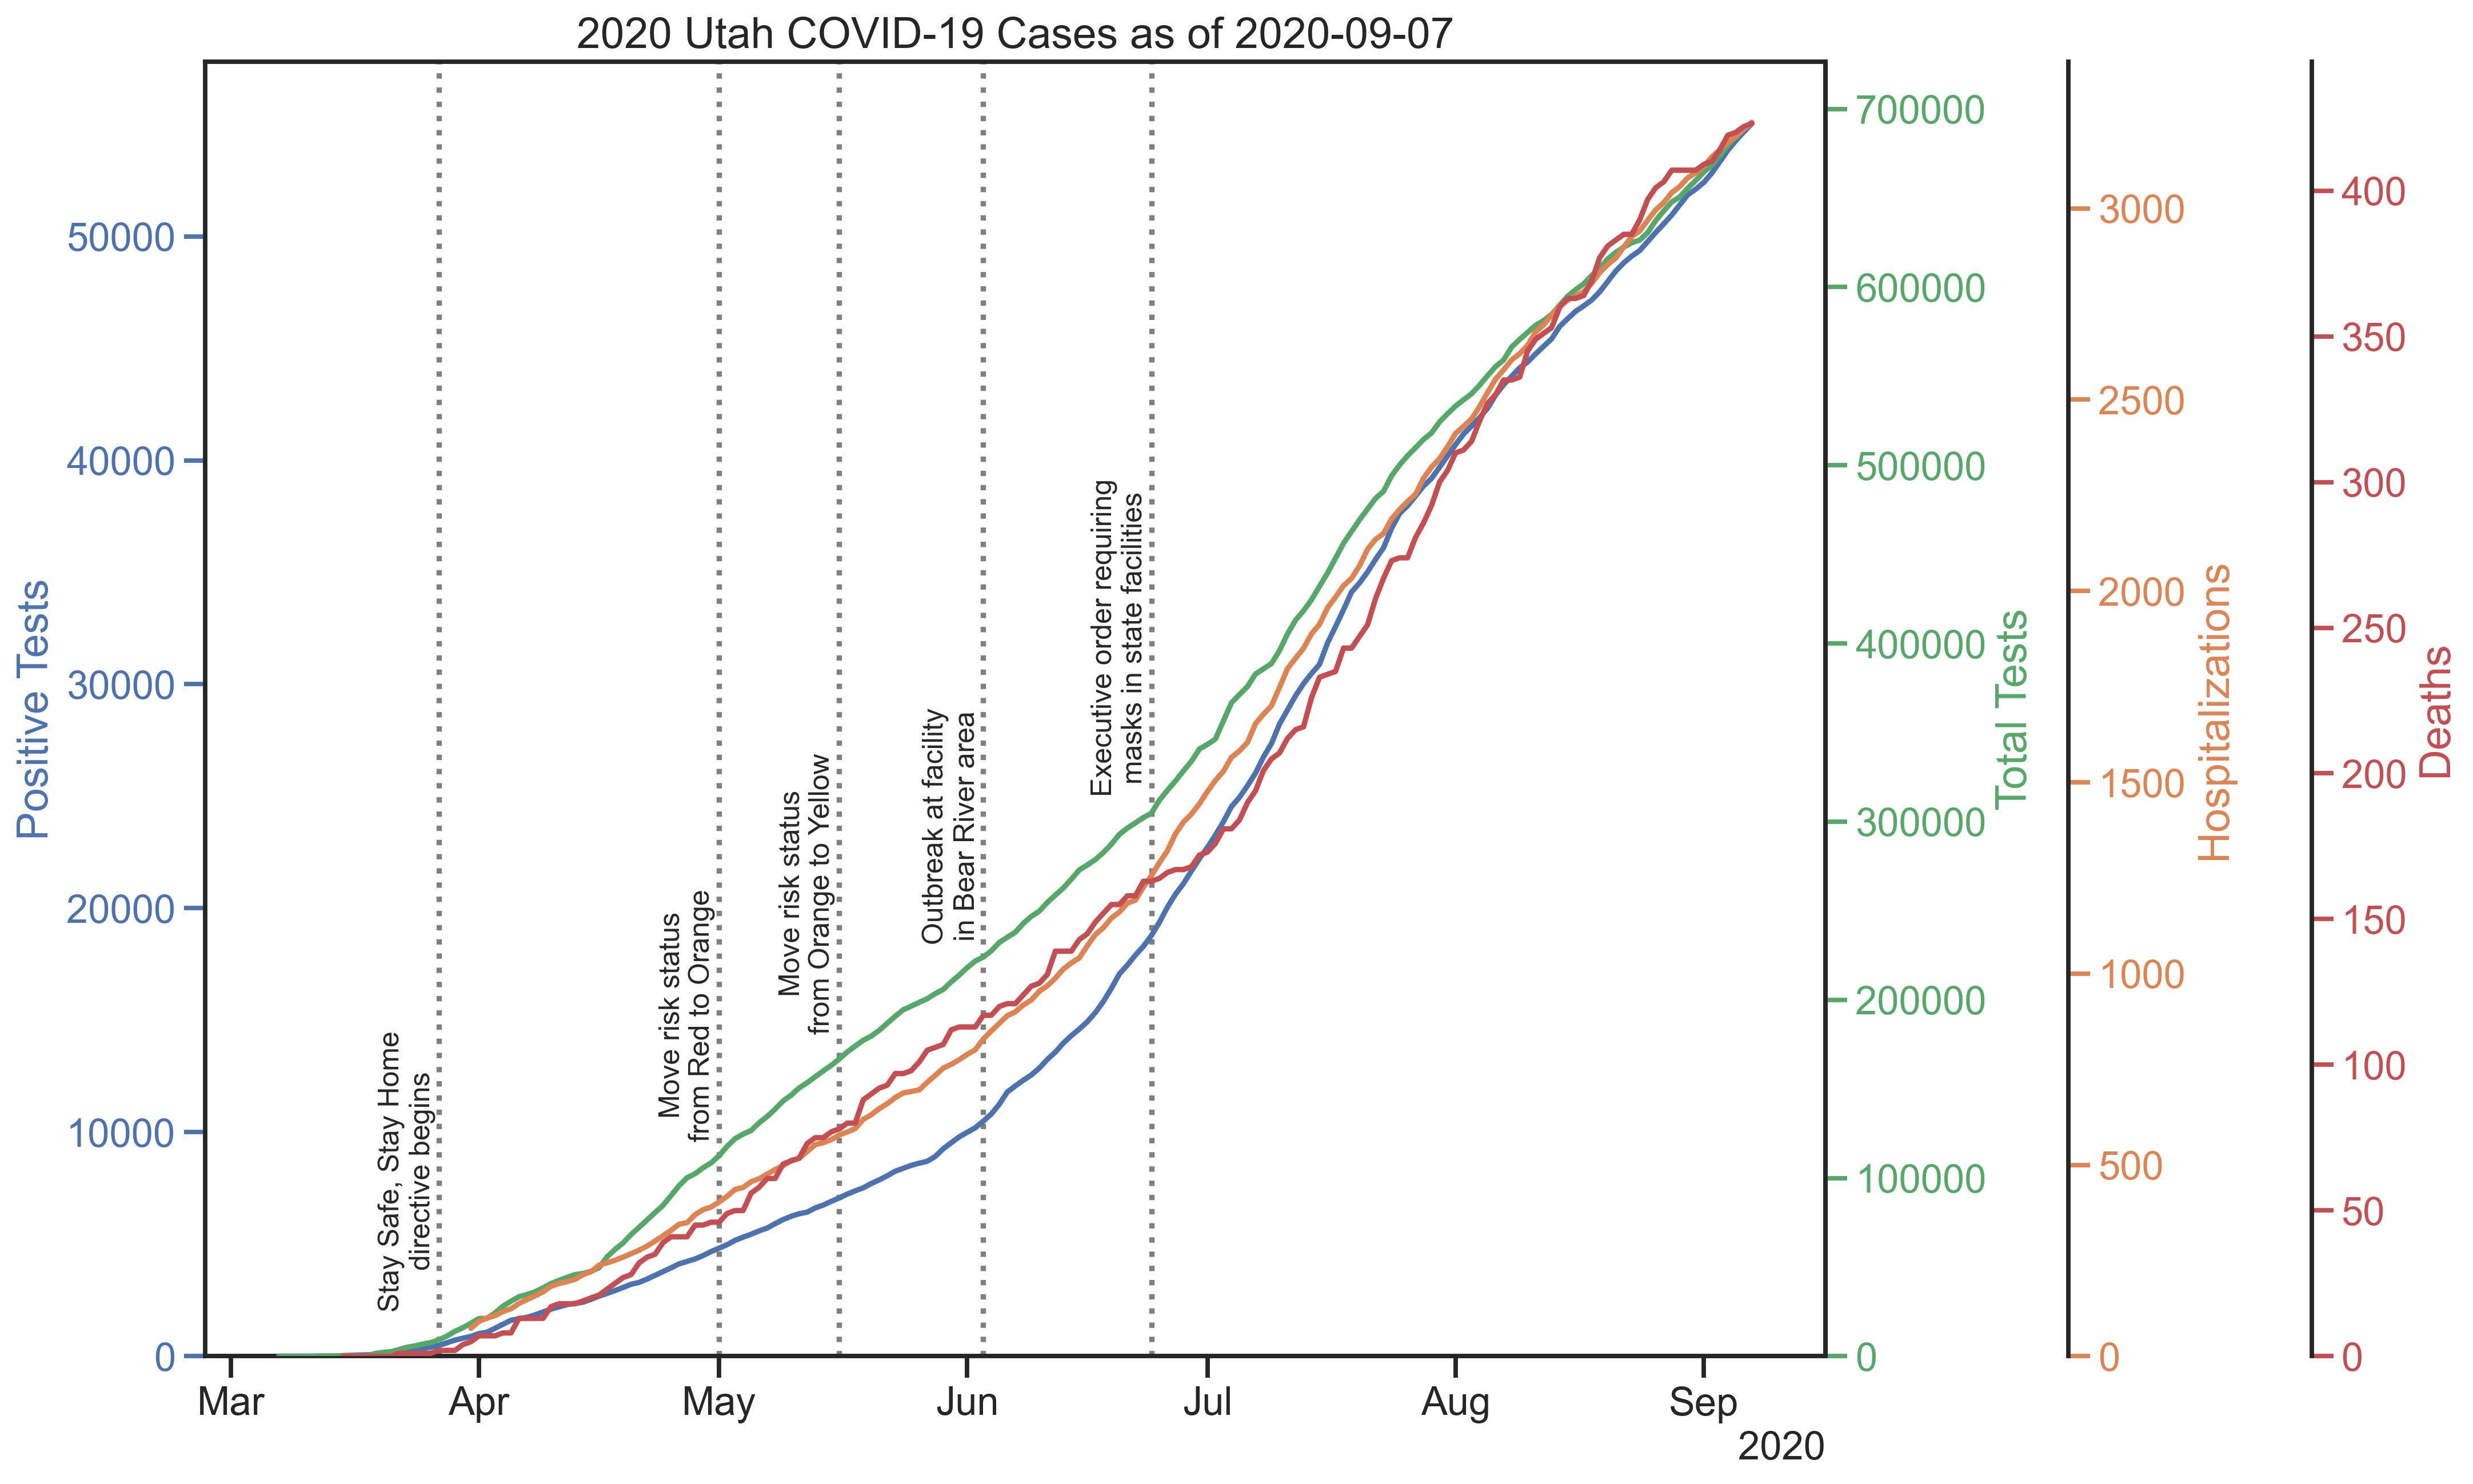 2020 Utah COVID-19 Cases as of 2020-09-07
Positive Tests
50000
40000
30000
20000
10000
0
Stay Safe, Stay Home
directive begins
Move risk status
from Red to Orange
Move risk status
from Orange to Yellow
Outbreak at facility
in Bear River area
Executive order requiring
masks in state facilities
700000
600000
500000
400000
300000
200000
100000
0
Total Tests
3000
2500
2000
1500
1000
500
0
Hospitalizations
400
350
300
250
200
150
100
50
0
Deaths
Mar Apr May Jun Jul Aug Sep
2020